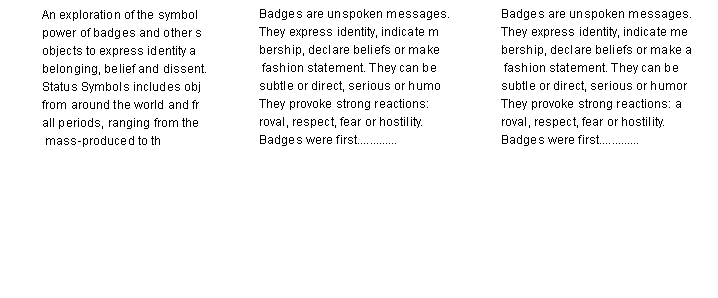 An exploration of the symbol
power of badges and other s
objects to express identity a
belonging, belief and dissent.
Status Symbols includes obj
from around the world and fr
all periods, ranging from the
mass-produced to th
Badges are unspoken messages.
They express identity, indicate m
bership, declare beliefs or make
fashion statement. They can be
subtle or direct, serious or humo
They provoke strong reactions:
roval, respect, fear or hostility.
Badges were first.............
Badges are unspoken messages.
They express identity, indicate me
bership, declare beliefs or make a
fashion statement. They can be
subtle or direct, serious or humor
They provoke strong reactions: a
roval, respect, fear or hostility.
Badges were first.............